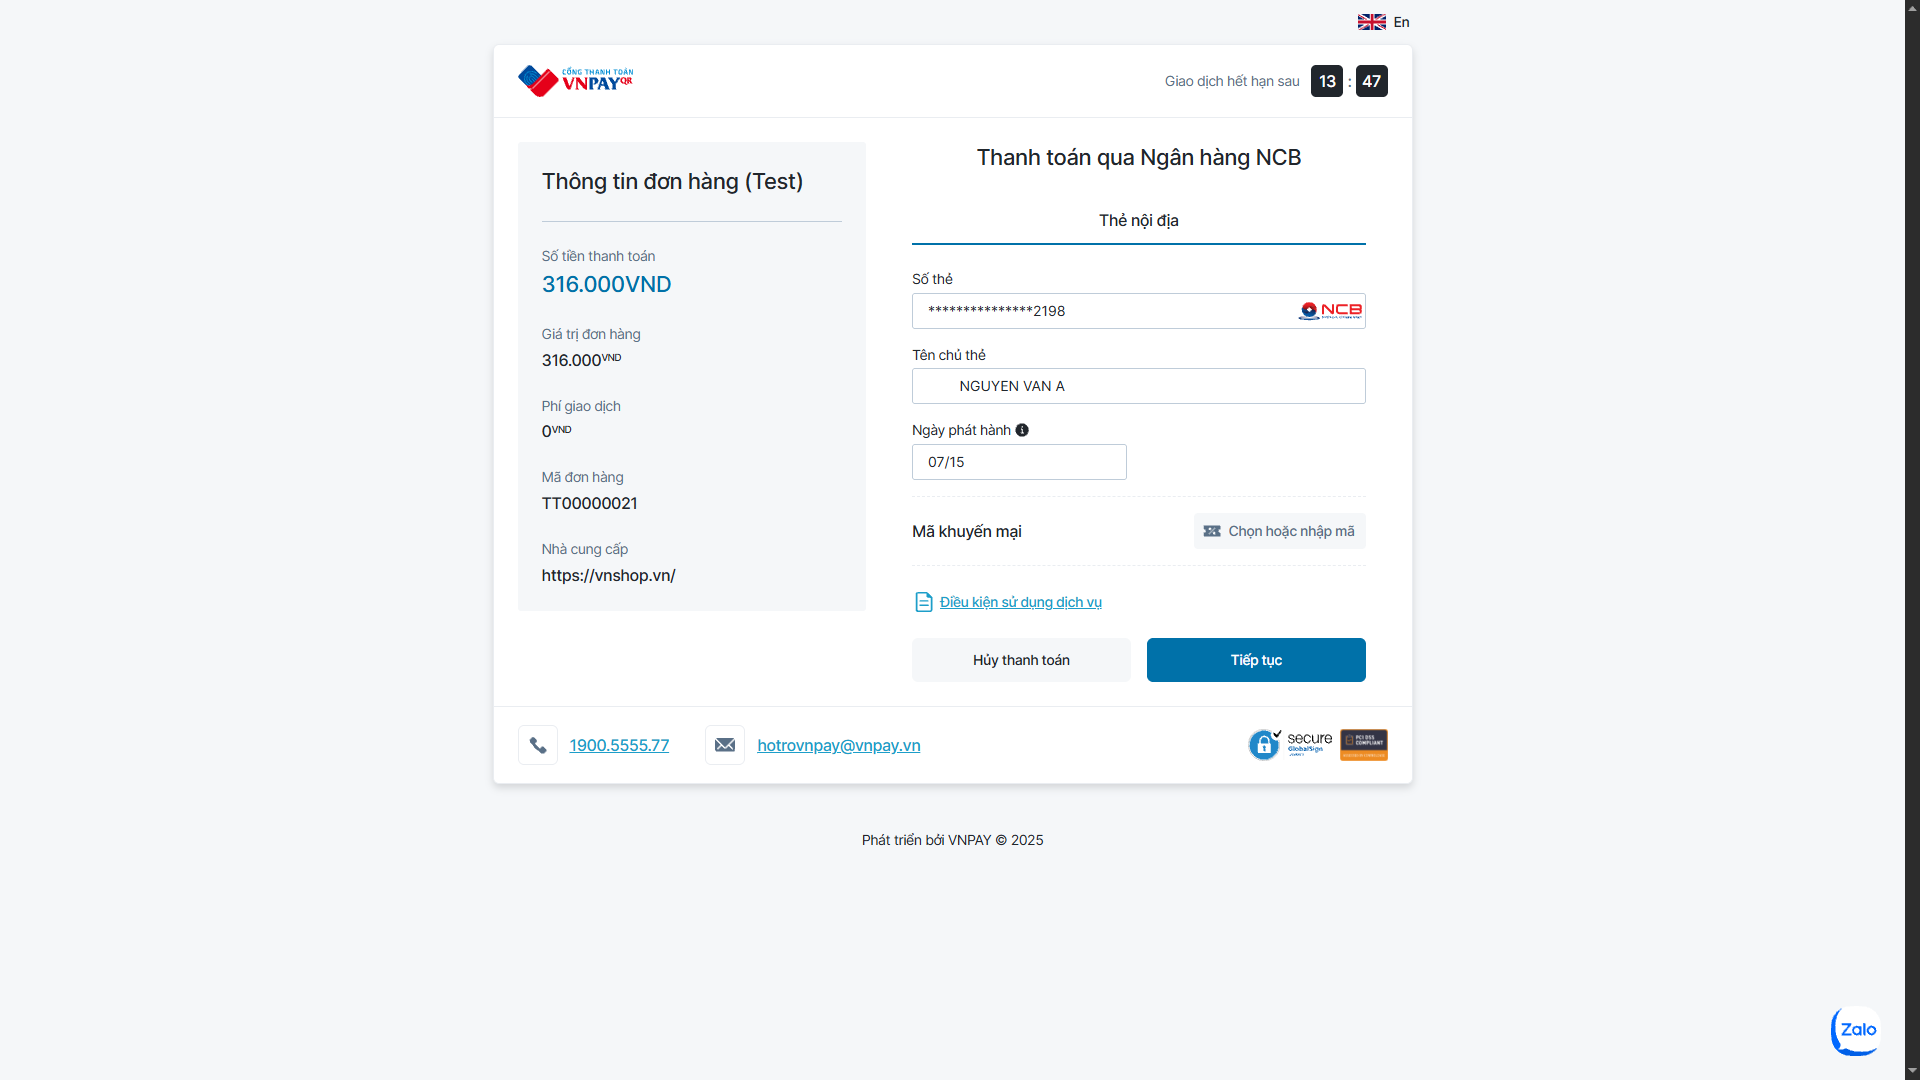 En
CỔNG THANH TOÁN
VNPAYQR
Giao dịch hết hạn sau 13 : 47
Thông tin đơn hàng (Test)
Số tiền thanh toán
316.000VND
Giá trị đơn hàng
316.000VND
Phí giao dịch
0VND
Mã đơn hàng
TT00000021
Nhà cung cấp
https://vnshop.vn/
Thanh toán qua Ngân hàng NCB
Thẻ nội địa
Số thẻ
***************2198
NCB
Tên chủ thẻ
NGUYEN VAN A
Ngày phát hành
07/15
Mã khuyến mại
Chọn hoặc nhập mã
Điều kiện sử dụng dịch vụ
Hủy thanh toán
Tiếp tục
1900.5555.77
hotrovnpay@vnpay.vn
secure
GlobalSign
PCI DSS
COMPLIANT
Phát triển bởi VNPAY © 2025
Zalo